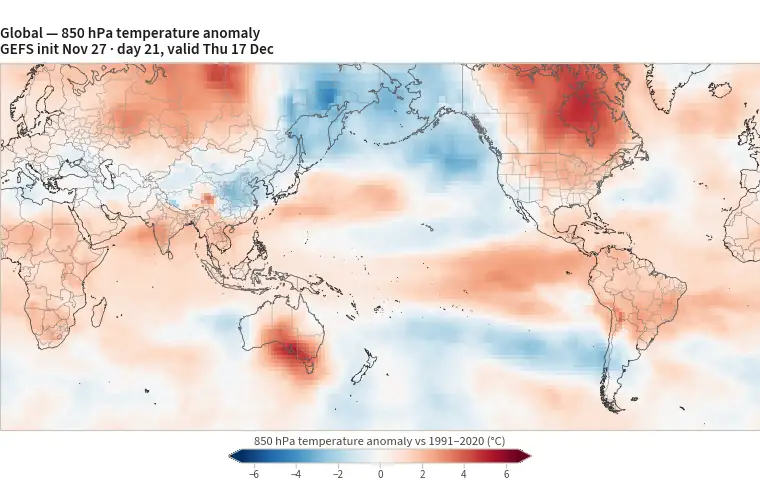 Global — 850 hPa temperature anomaly
GEFS init Nov 27 · day 21, valid Thu 17 Dec
850 hPa temperature anomaly vs 1991–2020 (°C)
−6 −4 −2 0 2 4 6